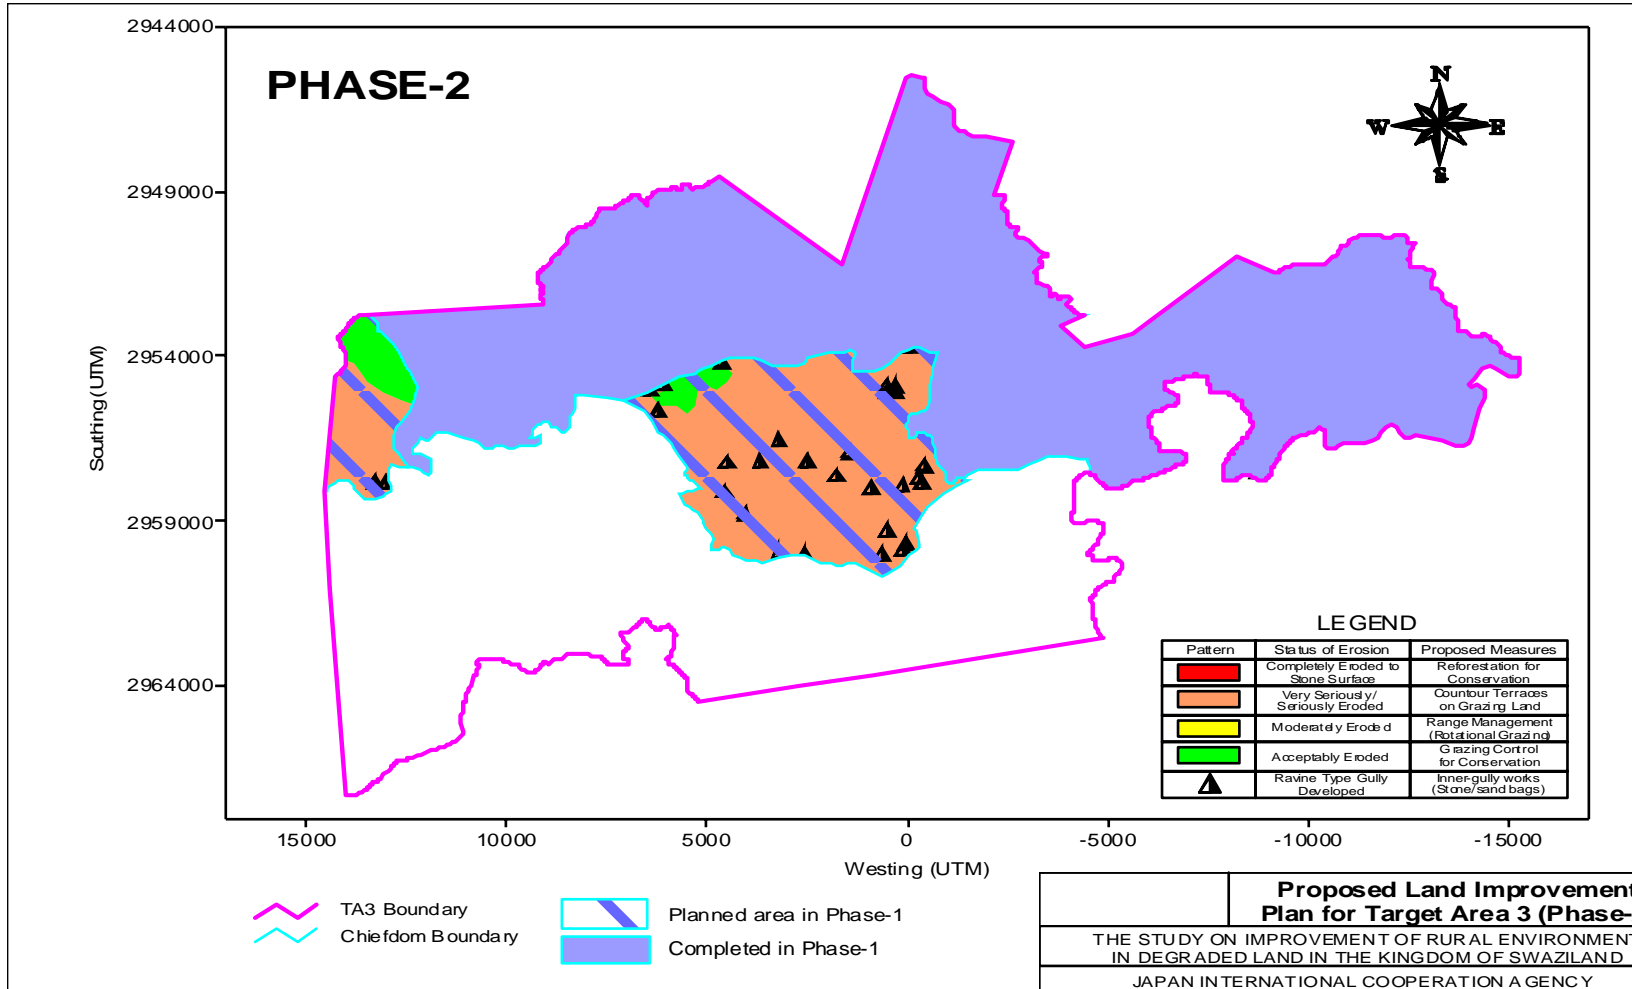 2944000
PHASE-2
N
W E
S
2949000
2954000
2959000
2964000
Southing (UTM)
15000 10000 5000 0 -5000 -10000 -15000
Westing (UTM)
LEGEND
Pattern Status of Erosion Proposed Measures
Completely Eroded to Stone Surface Reforestation for Conservation
Very Seriously/ Seriously Eroded Countour Terraces on Grazing Land
Moderately Eroded Range Management (Rotational Grazing)
Acceptably Eroded Grazing Control for Conservation
Ravine Type Gully Developed Inner-gully works (Stone/sand bags)
TA3 Boundary
Chiefdom Boundary
Planned area in Phase-1
Completed in Phase-1
Proposed Land Improvement
Plan for Target Area 3 (Phase-
THE STUDY ON IMPROVEMENT OF RURAL ENVIRONMENT
IN DEGRADED LAND IN THE KINGDOM OF SWAZILAND
JAPAN INTERNATIONAL COOPERATION AGENCY